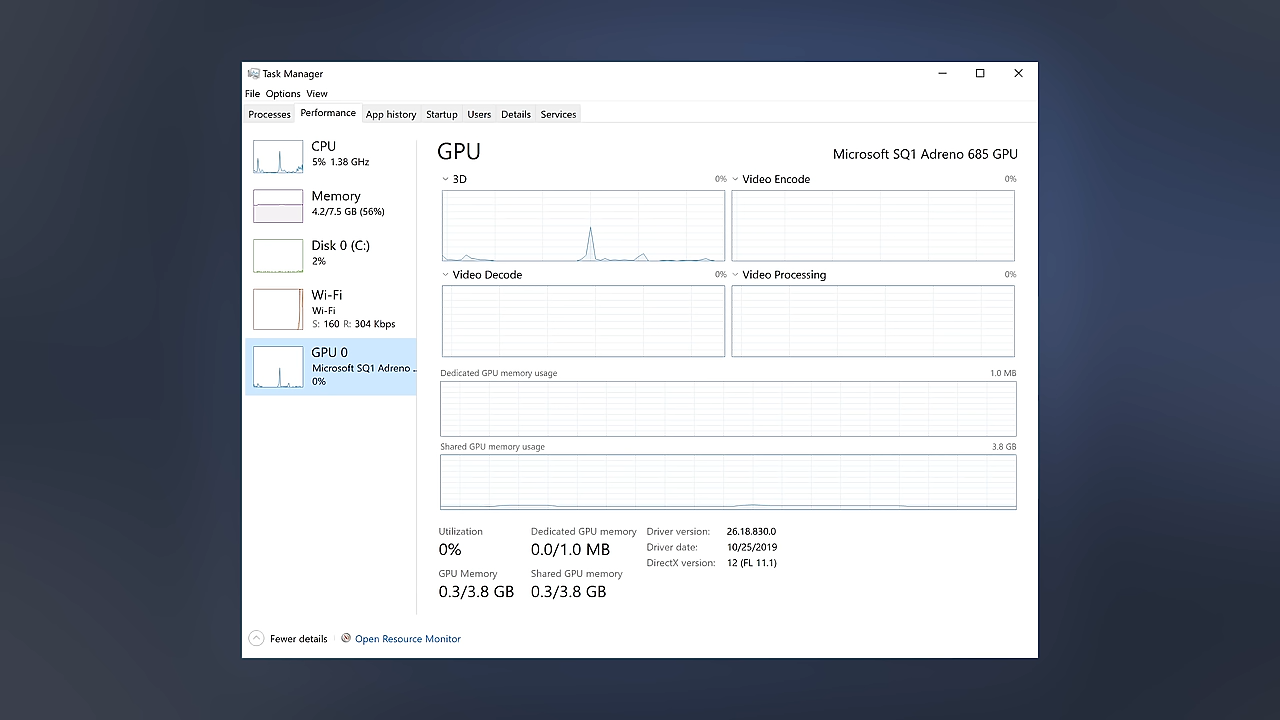 Task Manager
File Options View
Processes Performance App history Startup Users Details Services
CPU
5% 1.38 GHz
Memory
4.2/7.5 GB (56%)
Disk 0 (C:)
2%
Wi-Fi
Wi-Fi
S: 160 R: 304 Kbps
GPU 0
Microsoft SQ1 Adreno ...
0%
GPU Microsoft SQ1 Adreno 685 GPU
3D 0% Video Encode 0%
Video Decode 0% Video Processing 0%
Dedicated GPU memory usage 1.0 MB
Shared GPU memory usage 3.8 GB
Utilization Dedicated GPU memory Driver version: 26.18.830.0
0% 0.0/1.0 MB Driver date: 10/25/2019
DirectX version: 12 (FL 11.1)
GPU Memory Shared GPU memory
0.3/3.8 GB 0.3/3.8 GB
Fewer details Open Resource Monitor